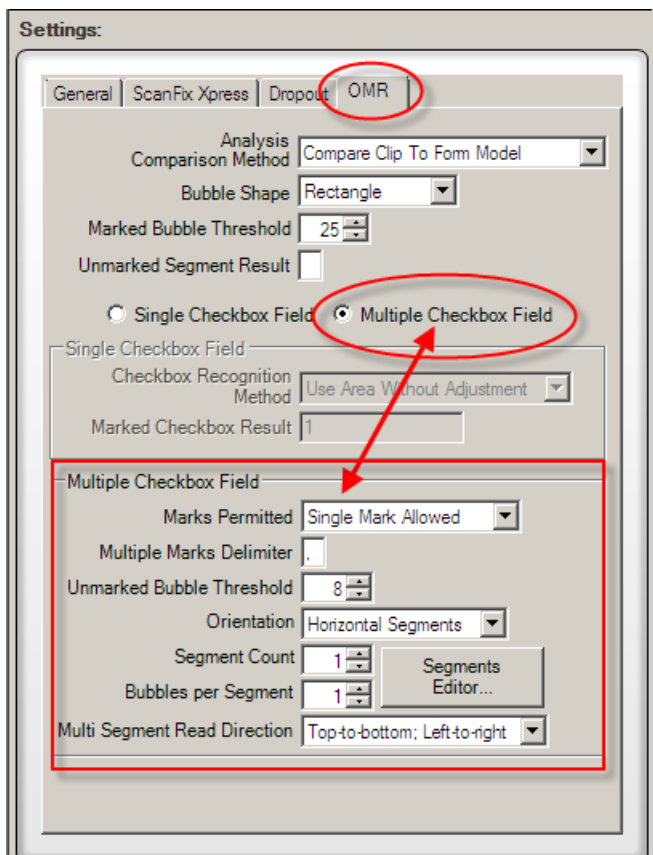 Settings:
General ScanFix Xpress Dropout OMR
Analysis
Comparison Method Compare Clip To Form Model
Bubble Shape Rectangle
Marked Bubble Threshold 25
Unmarked Segment Result
Single Checkbox Field Multiple Checkbox Field
Single Checkbox Field
Checkbox Recognition
Method Use Area Without Adjustment
Marked Checkbox Result 1
Multiple Checkbox Field
Marks Permitted Single Mark Allowed
Multiple Marks Delimiter ,
Unmarked Bubble Threshold 8
Orientation Horizontal Segments
Segment Count 1 Segments
Editor...
Bubbles per Segment 1
Multi Segment Read Direction Top-to-bottom; Left-to-right